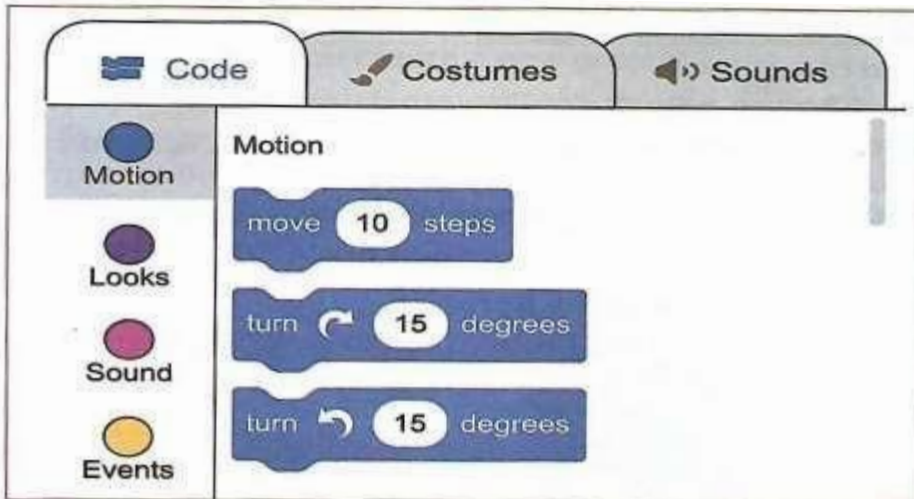 Code Costumes Sounds
Motion
Motion
move 10 steps
Looks
turn 15 degrees
Sound
turn 15 degrees
Events